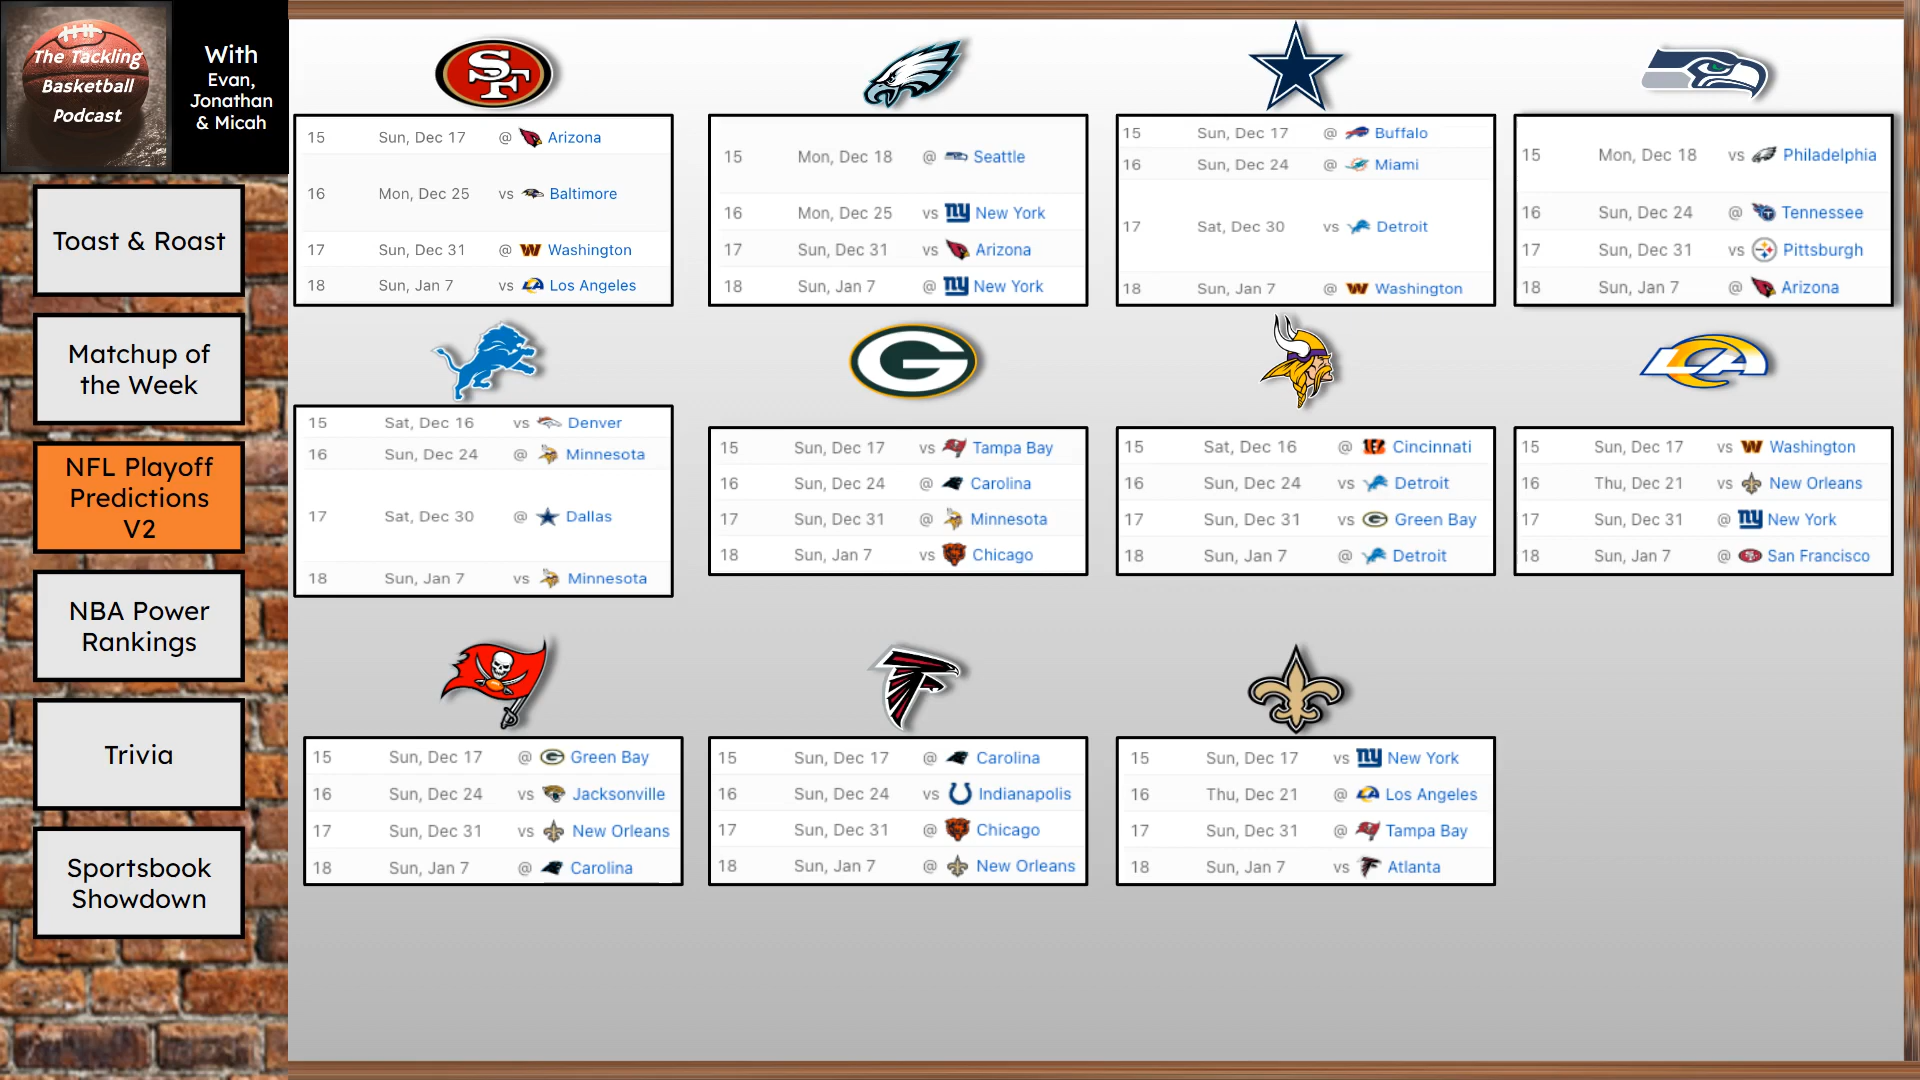 The Tackling
Basketball
Podcast
With
Evan,
Jonathan
& Micah
Toast & Roast
Matchup of
the Week
NFL Playoff
Predictions
V2
NBA Power
Rankings
Trivia
Sportsbook
Showdown
SF
15 Sun, Dec 17 @ Arizona
16 Mon, Dec 25 vs Baltimore
17 Sun, Dec 31 @ W Washington
18 Sun, Jan 7 vs LA Los Angeles
15 Mon, Dec 18 @ Seattle
16 Mon, Dec 25 vs ny New York
17 Sun, Dec 31 vs Arizona
18 Sun, Jan 7 @ ny New York
15 Sun, Dec 17 @ Buffalo
16 Sun, Dec 24 @ Miami
17 Sat, Dec 30 vs Detroit
18 Sun, Jan 7 @ W Washington
15 Mon, Dec 18 vs Philadelphia
16 Sun, Dec 24 @ Tennessee
17 Sun, Dec 31 vs Pittsburgh
18 Sun, Jan 7 @ Arizona
15 Sat, Dec 16 vs Denver
16 Sun, Dec 24 @ Minnesota
17 Sat, Dec 30 @ Dallas
18 Sun, Jan 7 vs Minnesota
G
15 Sun, Dec 17 vs Tampa Bay
16 Sun, Dec 24 @ Carolina
17 Sun, Dec 31 @ Minnesota
18 Sun, Jan 7 vs Chicago
15 Sat, Dec 16 @ Cincinnati
16 Sun, Dec 24 vs Detroit
17 Sun, Dec 31 vs G Green Bay
18 Sun, Jan 7 @ Detroit
LA
15 Sun, Dec 17 vs W Washington
16 Thu, Dec 21 vs New Orleans
17 Sun, Dec 31 @ ny New York
18 Sun, Jan 7 @ SF San Francisco
15 Sun, Dec 17 @ G Green Bay
16 Sun, Dec 24 vs Jacksonville
17 Sun, Dec 31 vs New Orleans
18 Sun, Jan 7 @ Carolina
15 Sun, Dec 17 @ Carolina
16 Sun, Dec 24 vs Indianapolis
17 Sun, Dec 31 @ Chicago
18 Sun, Jan 7 @ New Orleans
15 Sun, Dec 17 vs ny New York
16 Thu, Dec 21 @ LA Los Angeles
17 Sun, Dec 31 @ Tampa Bay
18 Sun, Jan 7 vs Atlanta